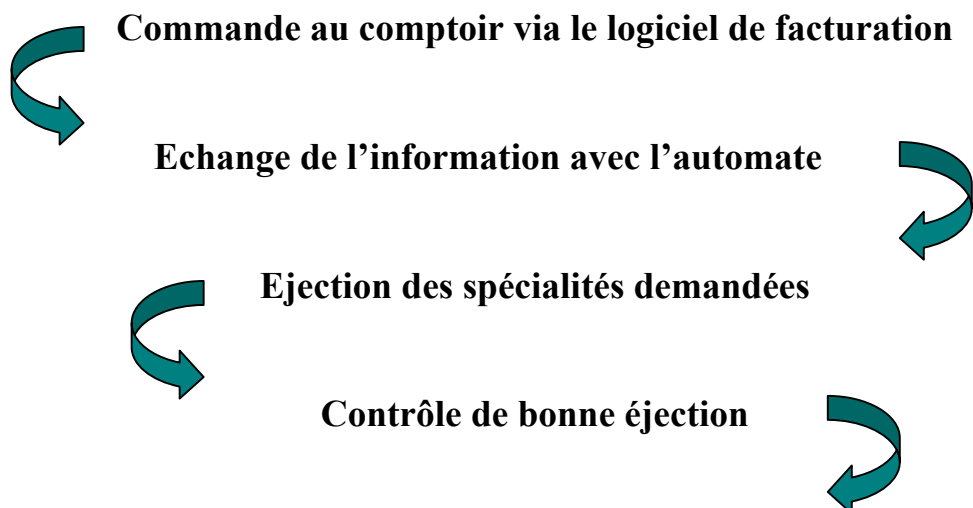 Commande au comptoir via le logiciel de facturation
Echange de l’information avec l’automate
Ejection des spécialités demandées
Contrôle de bonne éjection